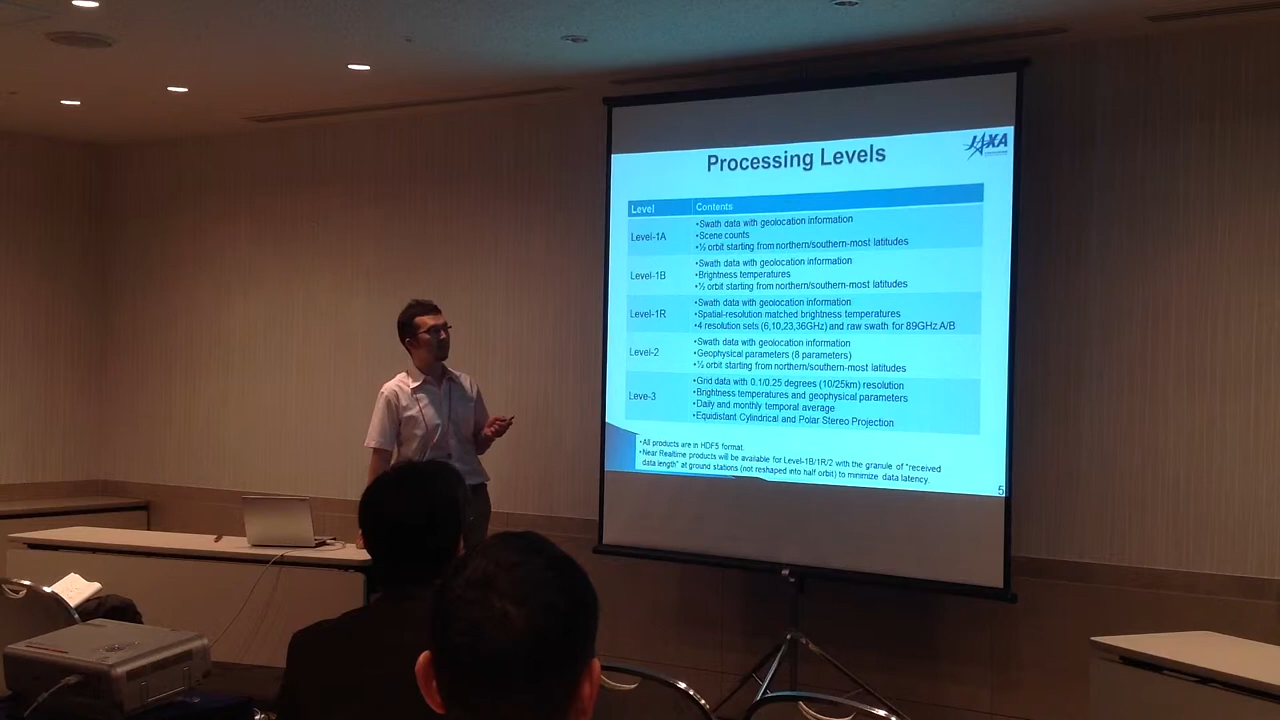 JAXA
Processing Levels
Level Contents
Level-1A
•Swath data with geolocation information
•Scene counts
•½ orbit starting from northern/southern-most latitudes
Level-1B
•Swath data with geolocation information
•Brightness temperatures
•½ orbit starting from northern/southern-most latitudes
Level-1R
•Swath data with geolocation information
•Spatial-resolution matched brightness temperatures
•4 resolution sets (6,10,23,36GHz) and raw swath for 89GHz A/B
Level-2
•Swath data with geolocation information
•Geophysical parameters (8 parameters)
•½ orbit starting from northern/southern-most latitudes
Leve-3
•Grid data with 0.1/0.25 degrees (10/25km) resolution
•Brightness temperatures and geophysical parameters
•Daily and monthly temporal average
•Equidistant Cylindrical and Polar Stereo Projection
•All products are in HDF5 format.
•Near Realtime products will be available for Level-1B/1R/2 with the granule of "received
data length" at ground stations (not reshaped into half orbit) to minimize data latency.
5